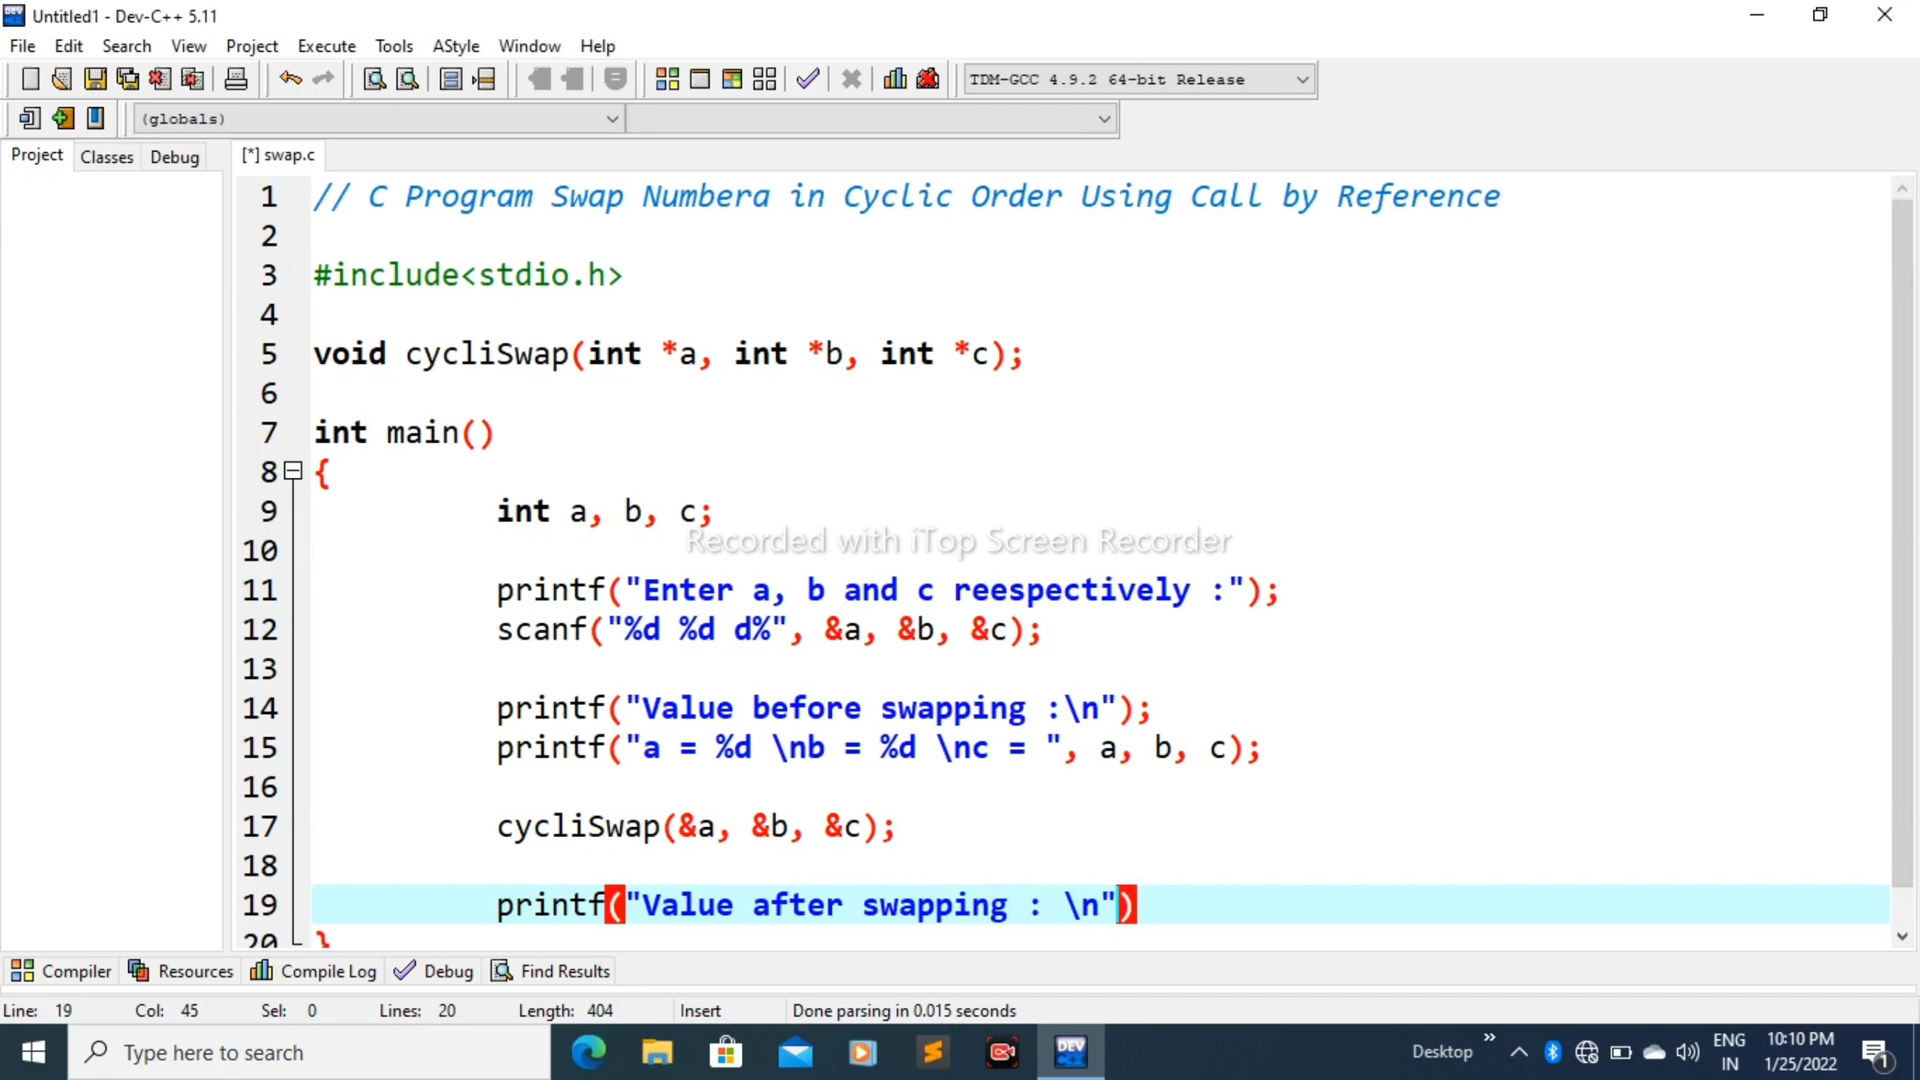 Untitled1 - Dev-C++ 5.11
File Edit Search View Project Execute Tools AStyle Window Help
TDM-GCC 4.9.2 64-bit Release
(globals)
Project Classes Debug [*] swap.c
1 // C Program Swap Numbera in Cyclic Order Using Call by Reference
2
3 #include<stdio.h>
4
5 void cycliSwap(int *a, int *b, int *c);
6
7 int main()
8 {
9 int a, b, c;
Recorded with iTop Screen Recorder
10
11 printf("Enter a, b and c reespectively :");
12 scanf("%d %d d%", &a, &b, &c);
13
14 printf("Value before swapping :\n");
15 printf("a = %d \nb = %d \nc = ", a, b, c);
16
17 cycliSwap(&a, &b, &c);
18
19 printf("Value after swapping : \n")
20 }
Compiler Resources Compile Log Debug Find Results
Line: 19 Col: 45 Sel: 0 Lines: 20 Length: 404 Insert Done parsing in 0.015 seconds
Type here to search
DEV
Desktop
ENG
IN
10:10 PM
1/25/2022
1